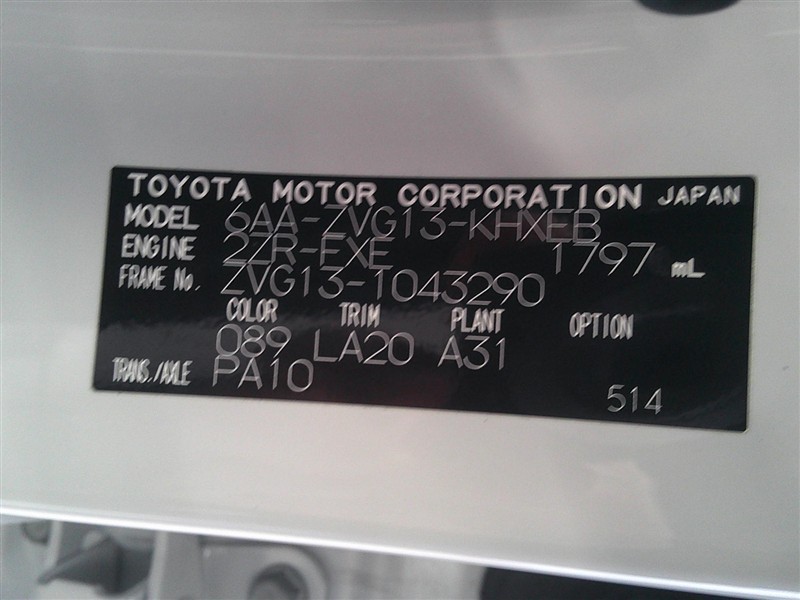 TOYOTA MOTOR CORPORATION JAPAN
MODEL 6AA-ZVG13-KHXEB
ENGINE 2ZR-FXE 1797 mL
FRAME No. ZVG13-1043290
COLOR TRIM PLANT OPTION
089 LA20 A31
TRANS./AXLE PA10
514